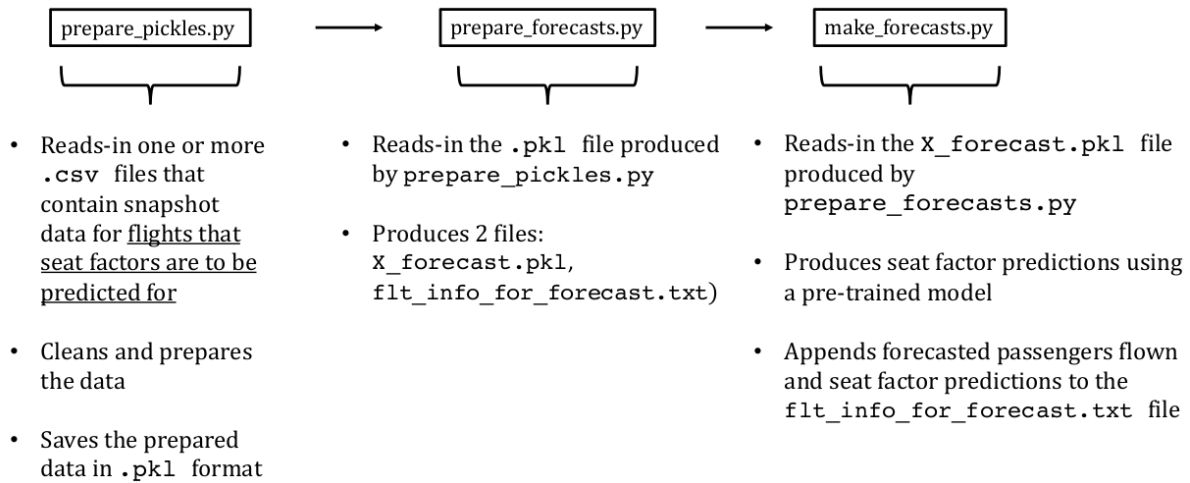 prepare_pickles.py
prepare_forecasts.py
make_forecasts.py
• Reads-in one or more
.csv files that
contain snapshot
data for flights that
seat factors are to be
predicted for
• Cleans and prepares
the data
• Saves the prepared
data in .pkl format
• Reads-in the .pkl file produced
by prepare_pickles.py
• Produces 2 files:
X_forecast.pkl,
flt_info_for_forecast.txt)
• Reads-in the X_forecast.pkl file
produced by
prepare_forecasts.py
• Produces seat factor predictions using
a pre-trained model
• Appends forecasted passengers flown
and seat factor predictions to the
flt_info_for_forecast.txt file